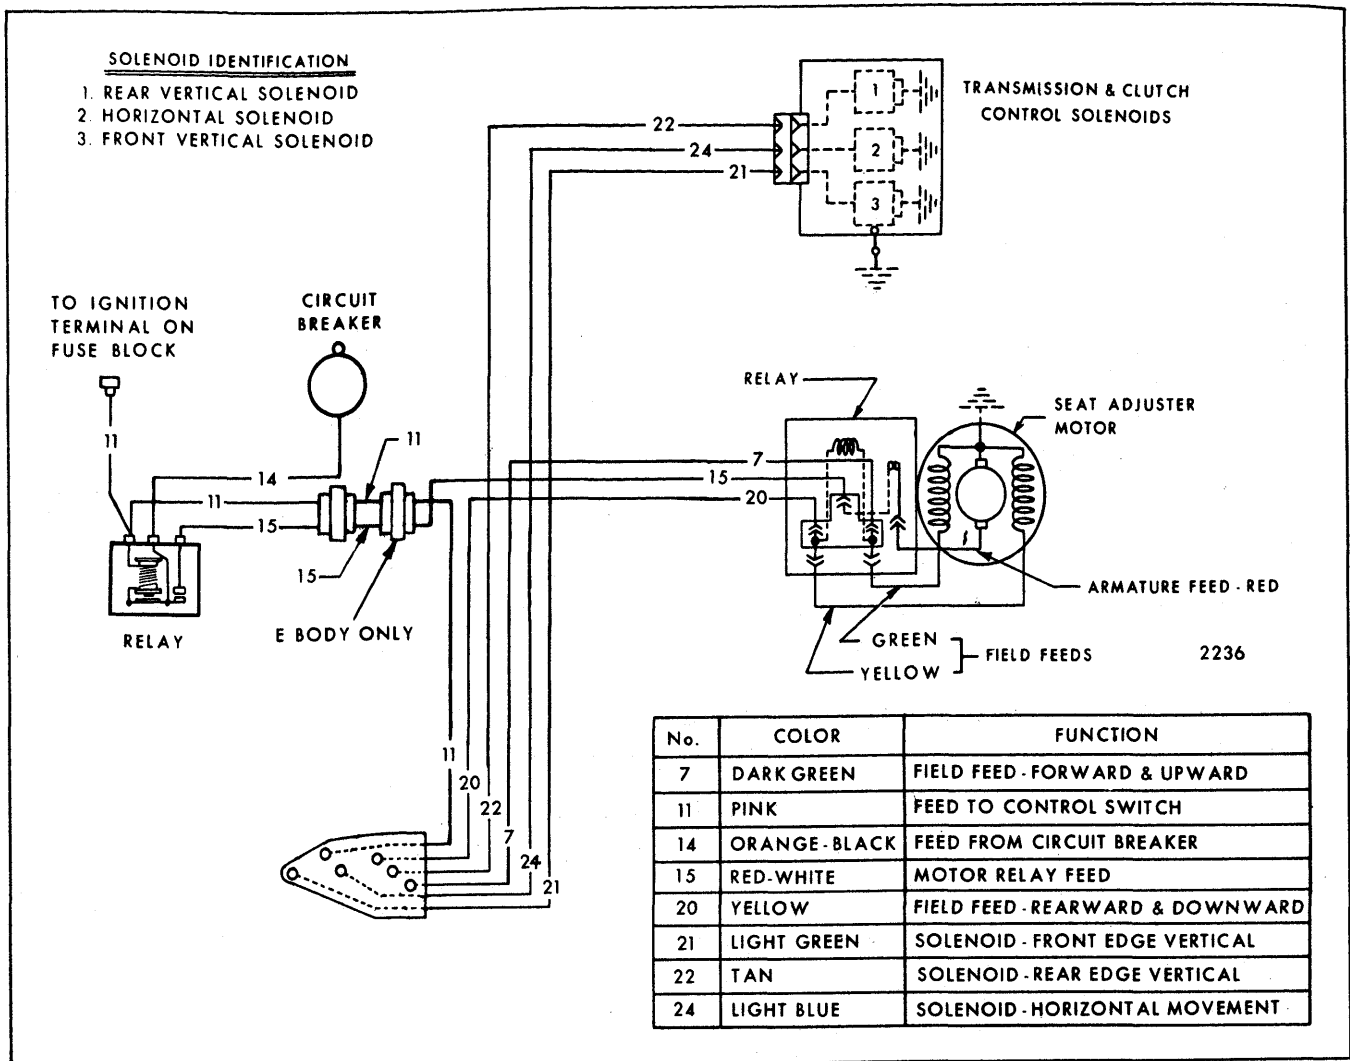 SOLENOID IDENTIFICATION
1. REAR VERTICAL SOLENOID
2. HORIZONTAL SOLENOID
3. FRONT VERTICAL SOLENOID
TRANSMISSION & CLUTCH
CONTROL SOLENOIDS
1
2
3
22
24
21
TO IGNITION
TERMINAL ON
FUSE BLOCK
CIRCUIT
BREAKER
11
14
11
11
15
15
RELAY
E BODY ONLY
RELAY
SEAT ADJUSTER
MOTOR
7
15
20
ARMATURE FEED - RED
GREEN
YELLOW
FIELD FEEDS
2236
11
20
22
7
24
21
No. COLOR FUNCTION
7 DARK GREEN FIELD FEED - FORWARD & UPWARD
11 PINK FEED TO CONTROL SWITCH
14 ORANGE - BLACK FEED FROM CIRCUIT BREAKER
15 RED-WHITE MOTOR RELAY FEED
20 YELLOW FIELD FEED - REARWARD & DOWNWARD
21 LIGHT GREEN SOLENOID - FRONT EDGE VERTICAL
22 TAN SOLENOID - REAR EDGE VERTICAL
24 LIGHT BLUE SOLENOID - HORIZONTAL MOVEMENT